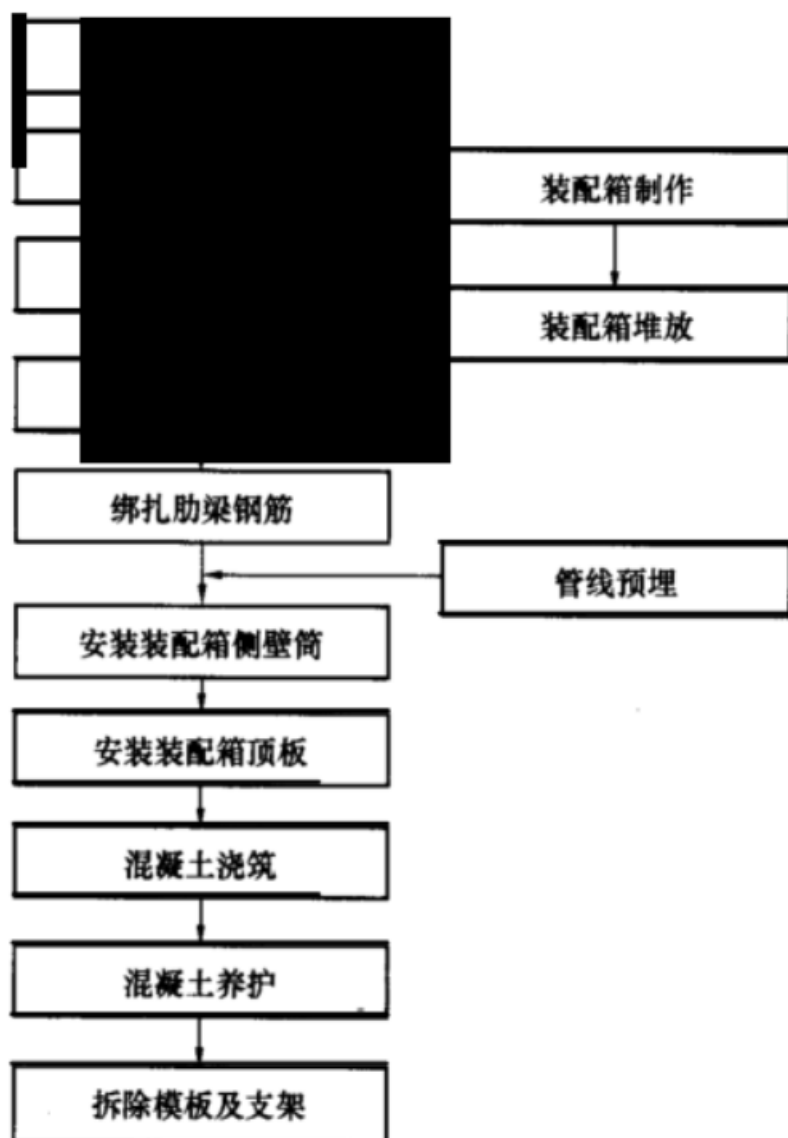 装配箱制作
装配箱堆放
绑扎肋梁钢筋
管线预埋
安装装配箱侧壁筒
安装装配箱顶板
混凝土浇筑
混凝土养护
拆除模板及支架